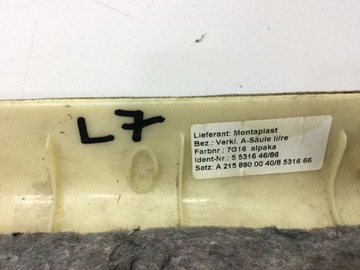 L7
Lieferant: Montaplast
Bez.: Verkl. A-Säule li/re
Farbnr.: 7G16 alpaka
Ident-Nr.: 5 5316 46/86
Satz: A 215 690 00 40/8 5316 66